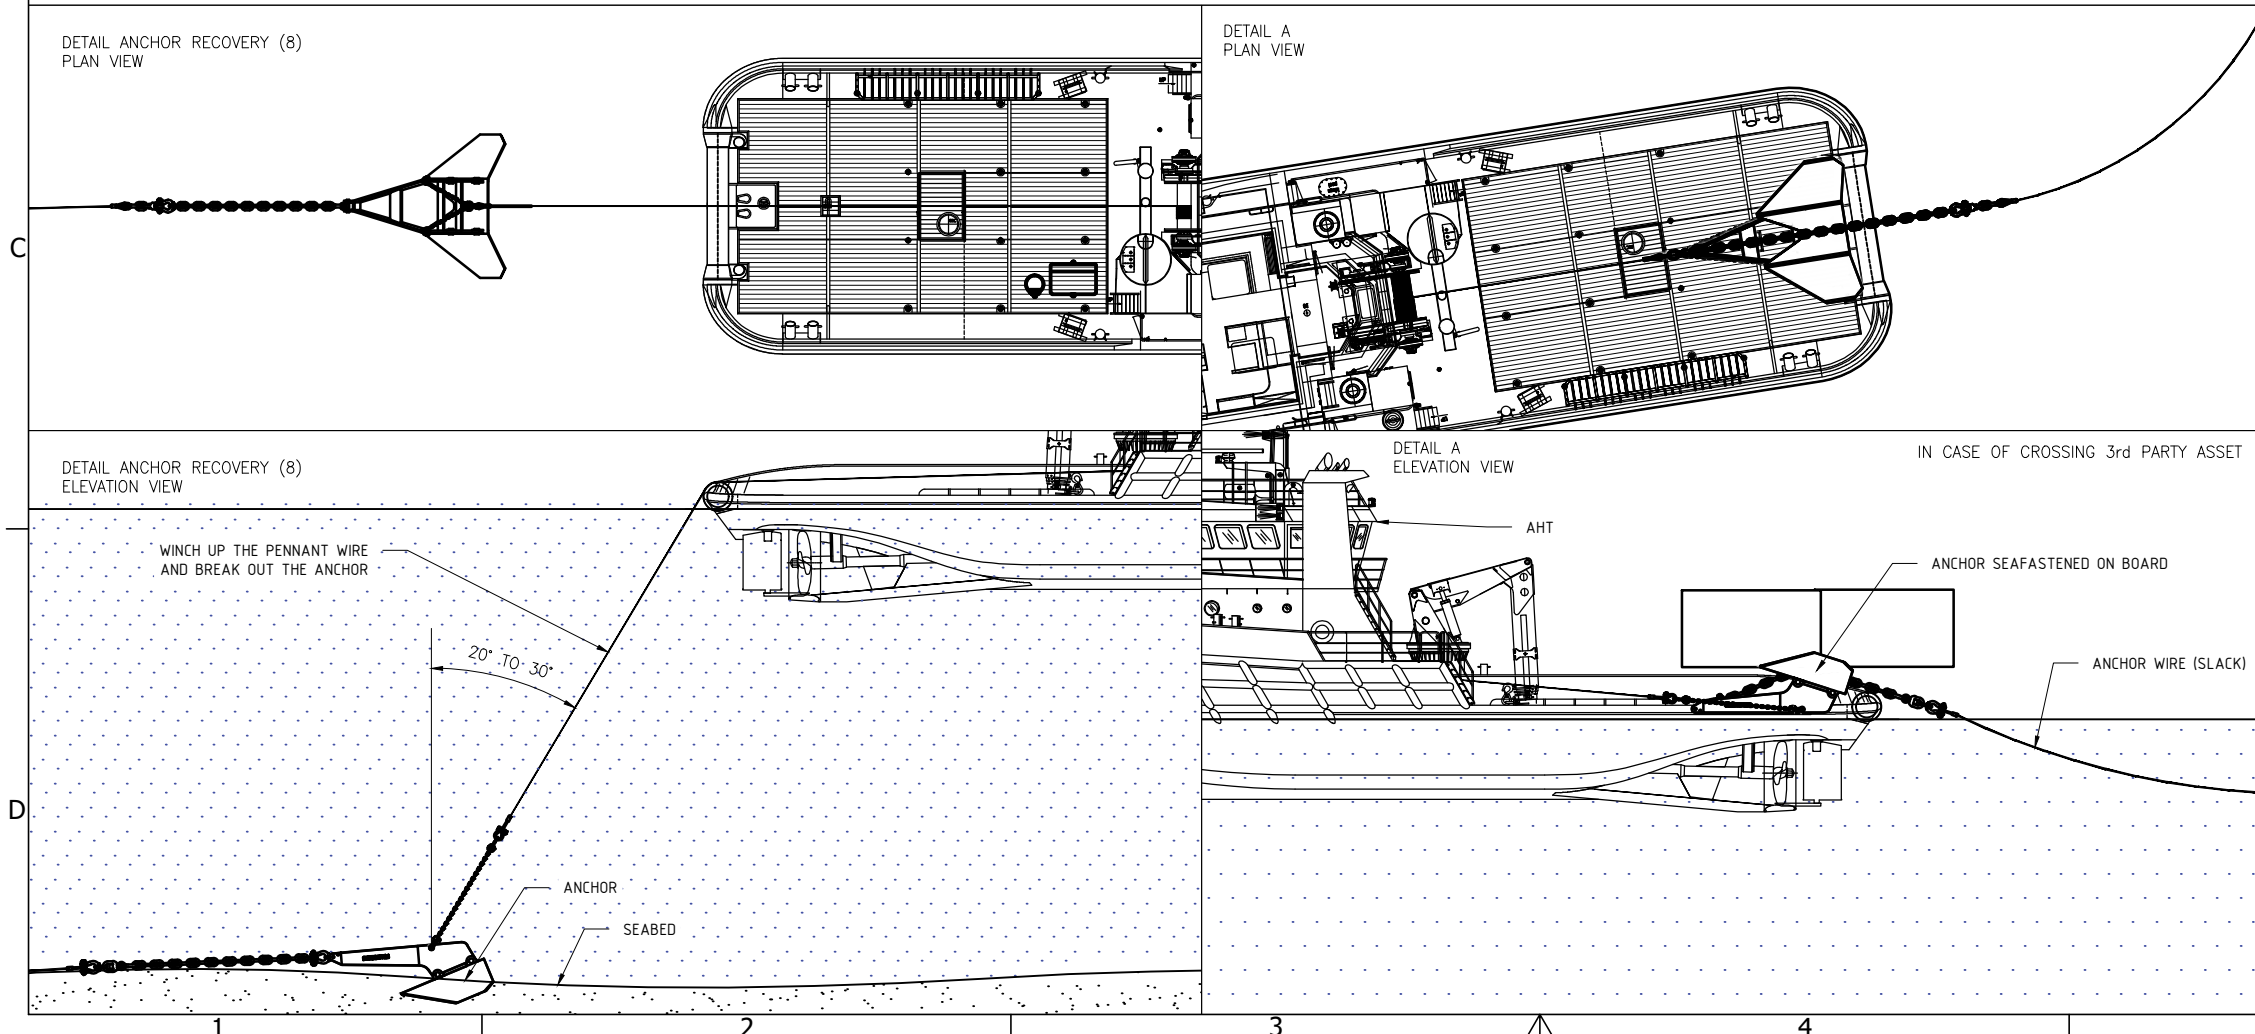 DETAIL ANCHOR RECOVERY (8)
PLAN VIEW
DETAIL A
PLAN VIEW
C
DETAIL ANCHOR RECOVERY (8)
ELEVATION VIEW
WINCH UP THE PENNANT WIRE
AND BREAK OUT THE ANCHOR
20° TO 30°
ANCHOR
SEABED
DETAIL A
ELEVATION VIEW
IN CASE OF CROSSING 3rd PARTY ASSET
AHT
ANCHOR SEAFASTENED ON BOARD
ANCHOR WIRE (SLACK)
D
1
2
3
4